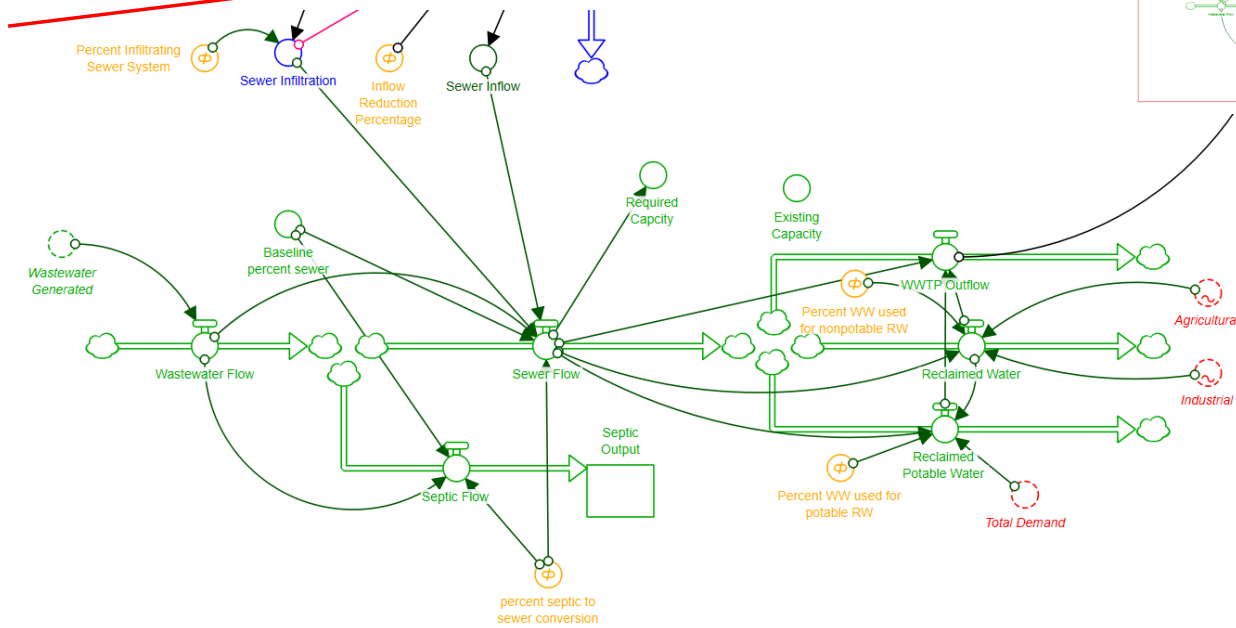 Percent Infiltrating
Sewer System
Sewer Infiltration
Inflow
Reduction
Percentage
Sewer Inflow
Required
Capcity
Existing
Capacity
Baseline
percent sewer
Wastewater
Generated
WWTP Outflow
Percent WW used
for nonpotable RW
Agricultura
Wastewater Flow
Sewer Flow
Reclaimed Water
Industrial
Septic
Output
Reclaimed
Potable Water
Septic Flow
Percent WW used for
potable RW
Total Demand
percent septic to
sewer conversion